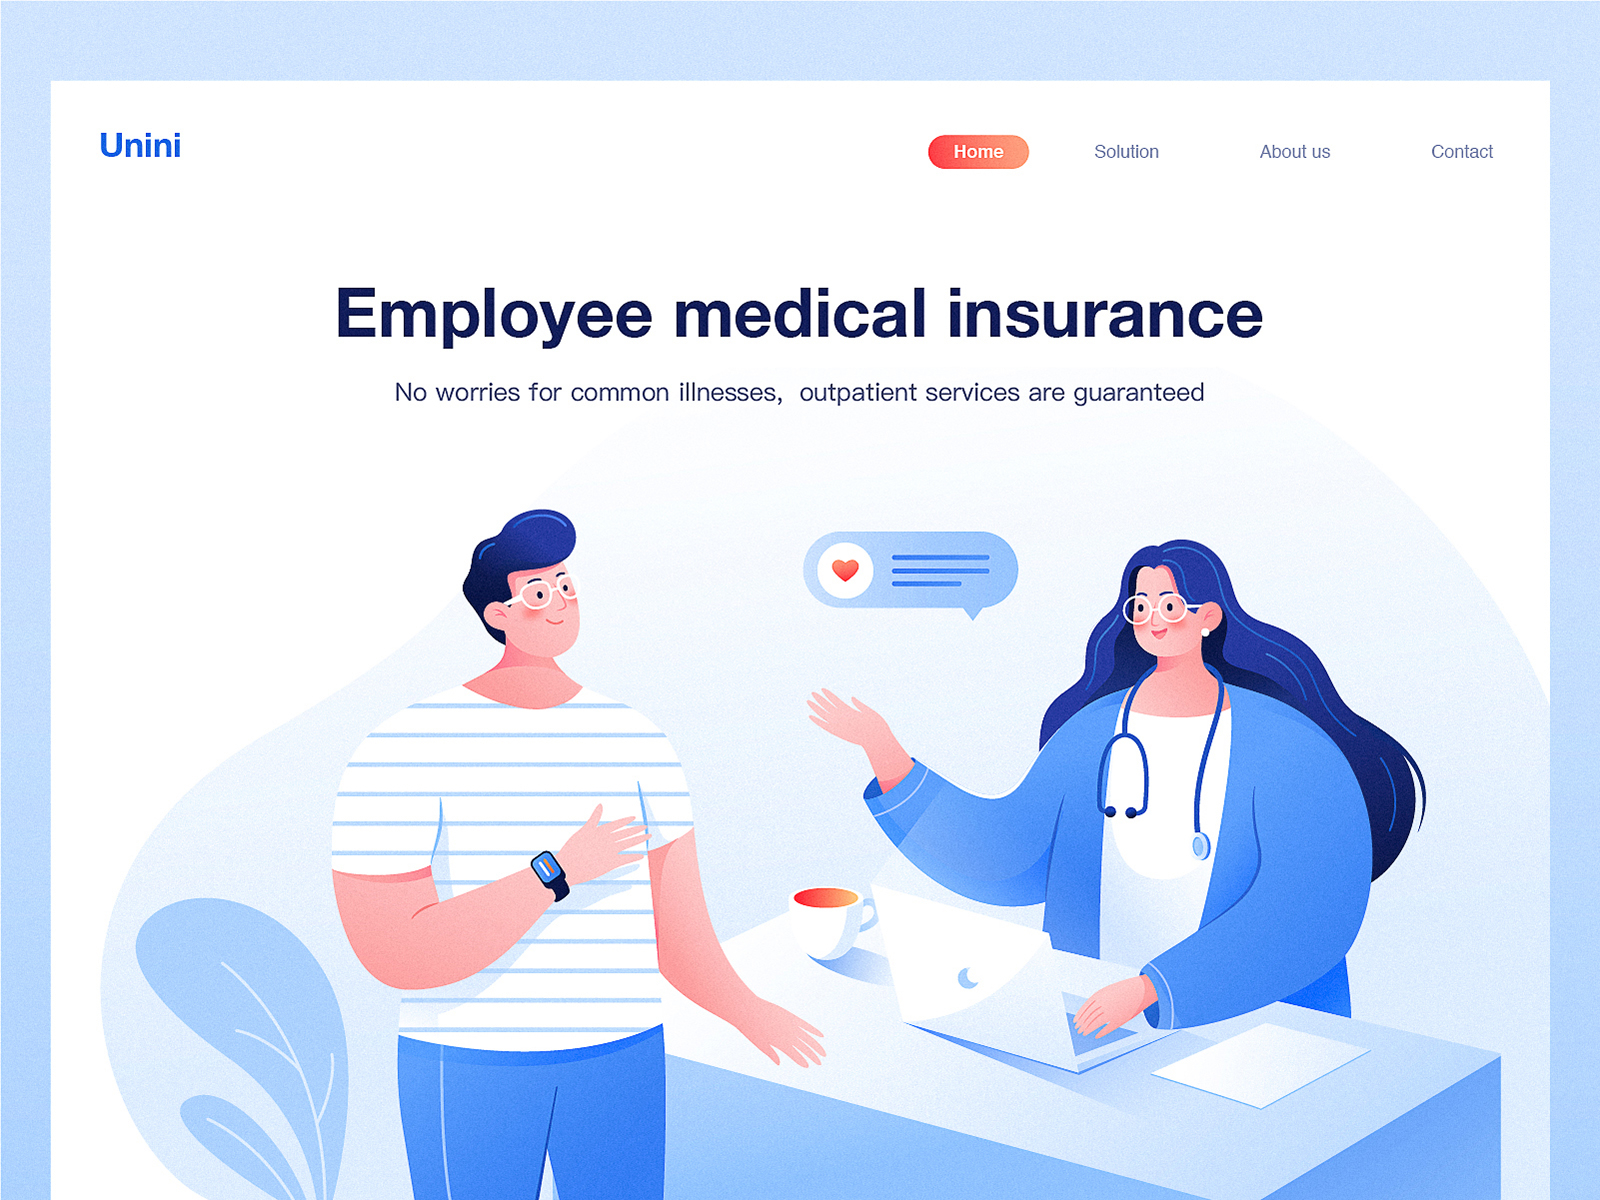 Unini
Home Solution About us Contact
Employee medical insurance
No worries for common illnesses, outpatient services are guaranteed